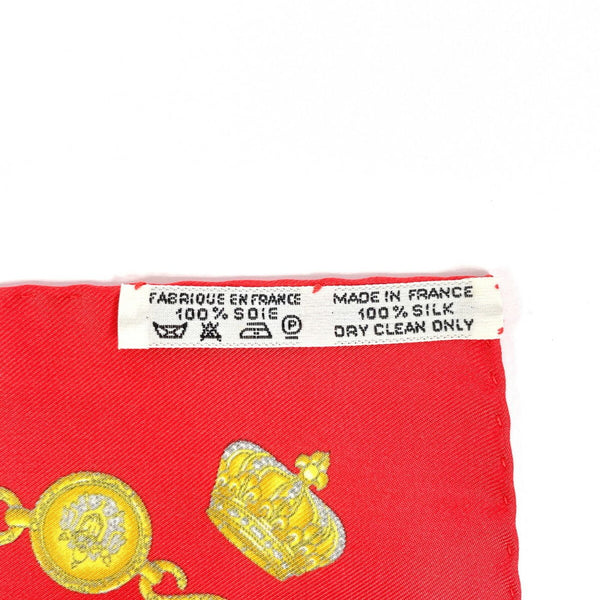 FABRIQUE EN FRANCE
100% SOIE
P
MADE IN FRANCE
100% SILK
DRY CLEAN ONLY